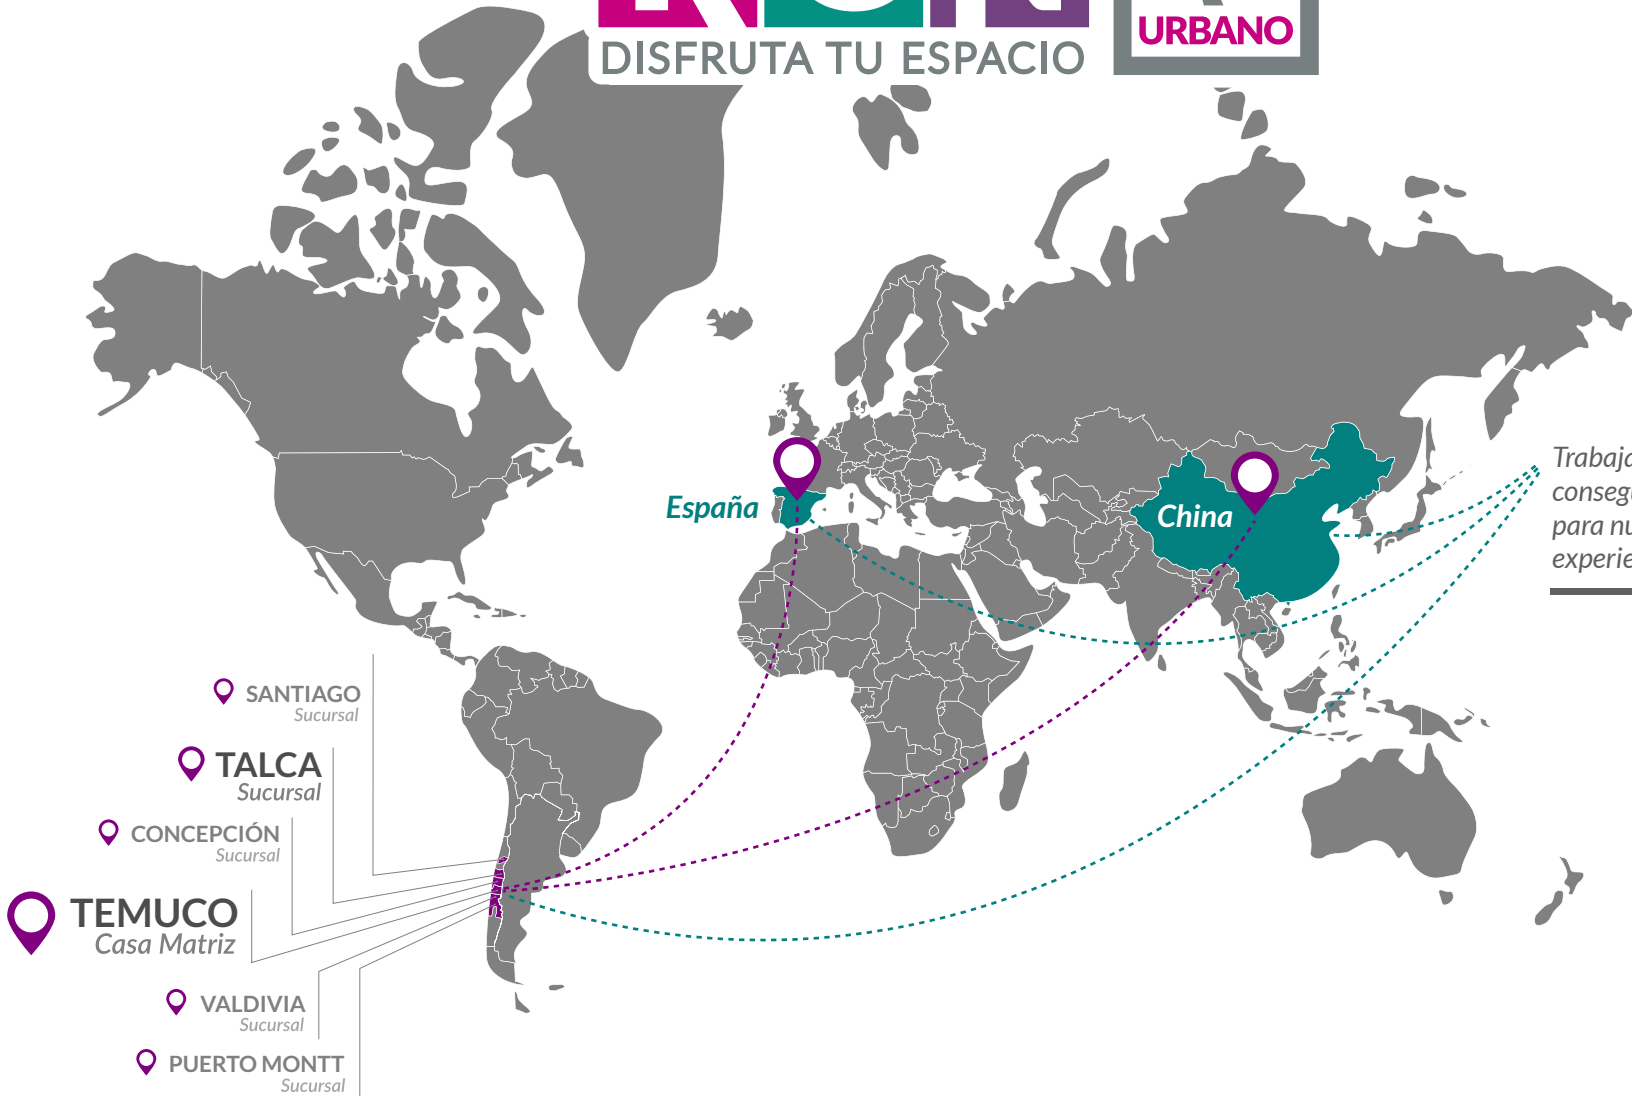 DISFRUTA TU ESPACIO
URBANO
España
China
para
SANTIAGO
Sucursal
TALCA
Sucursal
CONCEPCIÓN
Sucursal
TEMUCO
Casa Matriz
VALDIVIA
Sucursal
PUERTO MONTT
Sucursal